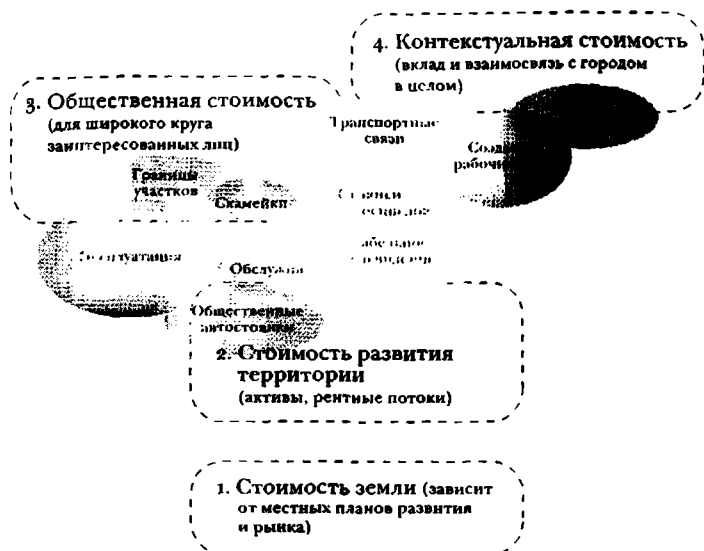 4. Контекстуальная стоимость
(вклад и взаимосвязь с городом
в целом)
3. Общественная стоимость
(для широкого круга
заинтересованных лиц)
Транспортные
связи
Границы
участков
Скамейки
Общественные
автостоянки
2. Стоимость развития
территории
(активы, рентные потоки)
1. Стоимость земли (зависит
от местных планов развития
и рынка)